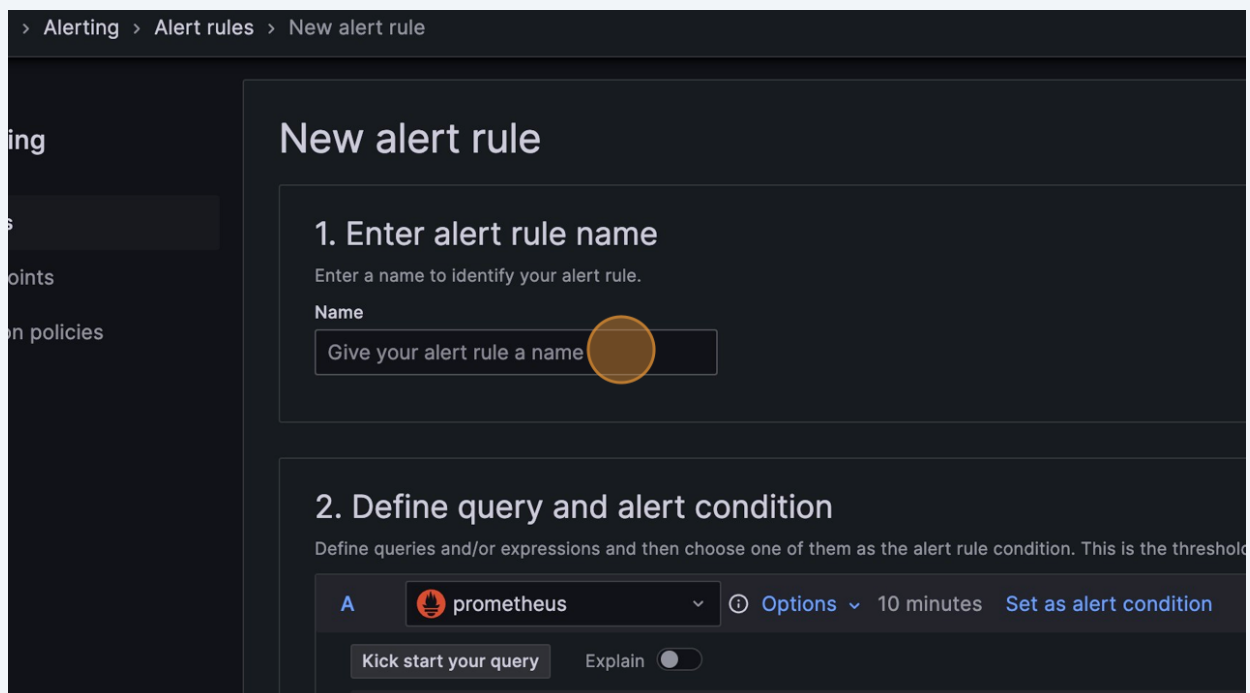 > Alerting > Alert rules > New alert rule
ing
New alert rule
s
oints
on policies
1. Enter alert rule name
Enter a name to identify your alert rule.
Name
Give your alert rule a name
2. Define query and alert condition
Define queries and/or expressions and then choose one of them as the alert rule condition. This is the threshold
A prometheus Options 10 minutes Set as alert condition
Kick start your query Explain